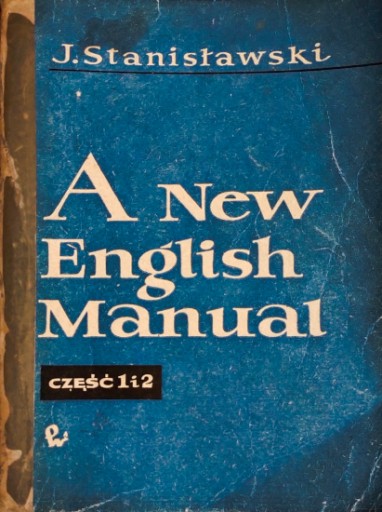 J. Stanisławski
A New
English
Manual
CZĘŚĆ 1 i 2